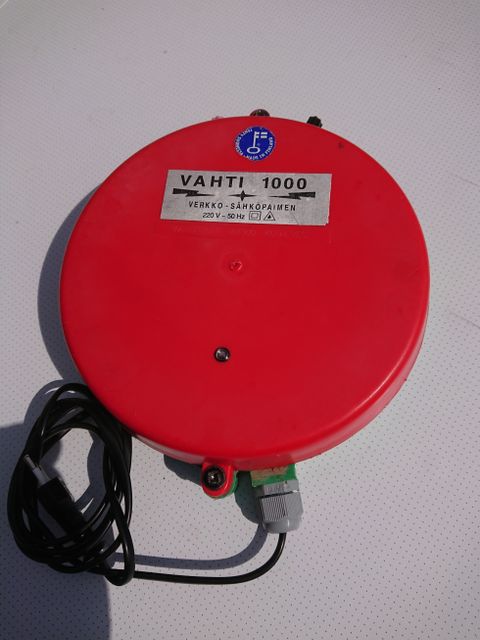 VAHTI 1000
VERKKO - SÄHKÖPAIMEN
220 V ~ 50 Hz